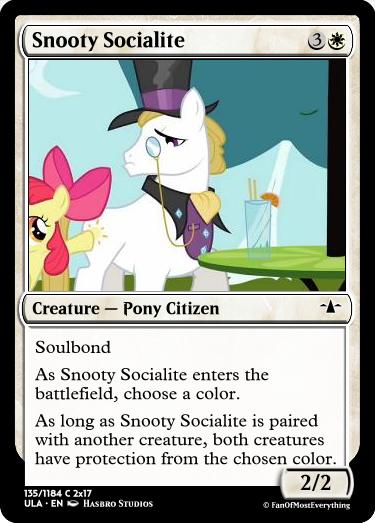 Snooty Socialite 3
Creature — Pony Citizen
Soulbond
As Snooty Socialite enters the
battlefield, choose a color.
As long as Snooty Socialite is paired
with another creature, both creatures
have protection from the chosen color.
2/2
135/1184 C 2x17
ULA • EN Hasbro Studios © FanOfMostEverything